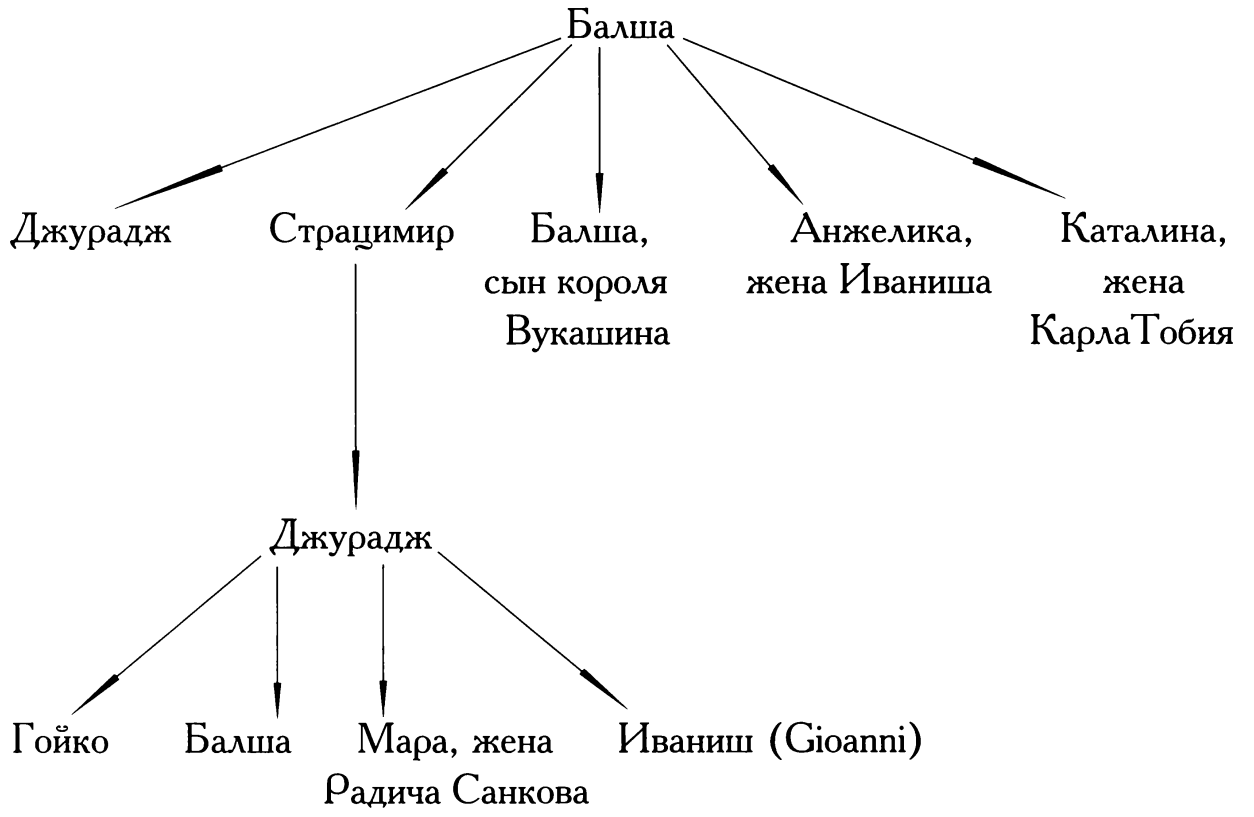 Балша
Джурадж
Страцимир
Балша,
сын короля
Вукашина
Анжелика,
жена Иваниша
Каталина,
жена
КарлаТобия
Джурадж
Гойко
Балша
Мара, жена
Радича Санкова
Иваниш (Gioanni)